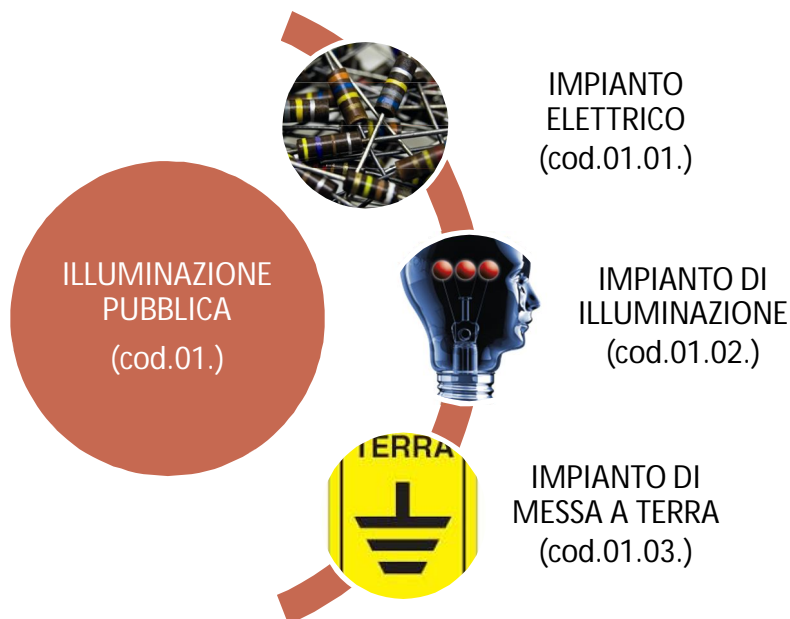 ILLUMINAZIONE
PUBBLICA
(cod.01.)
IMPIANTO
ELETTRICO
(cod.01.01.)
IMPIANTO DI
ILLUMINAZIONE
(cod.01.02.)
TERRA
IMPIANTO DI
MESSA A TERRA
(cod.01.03.)